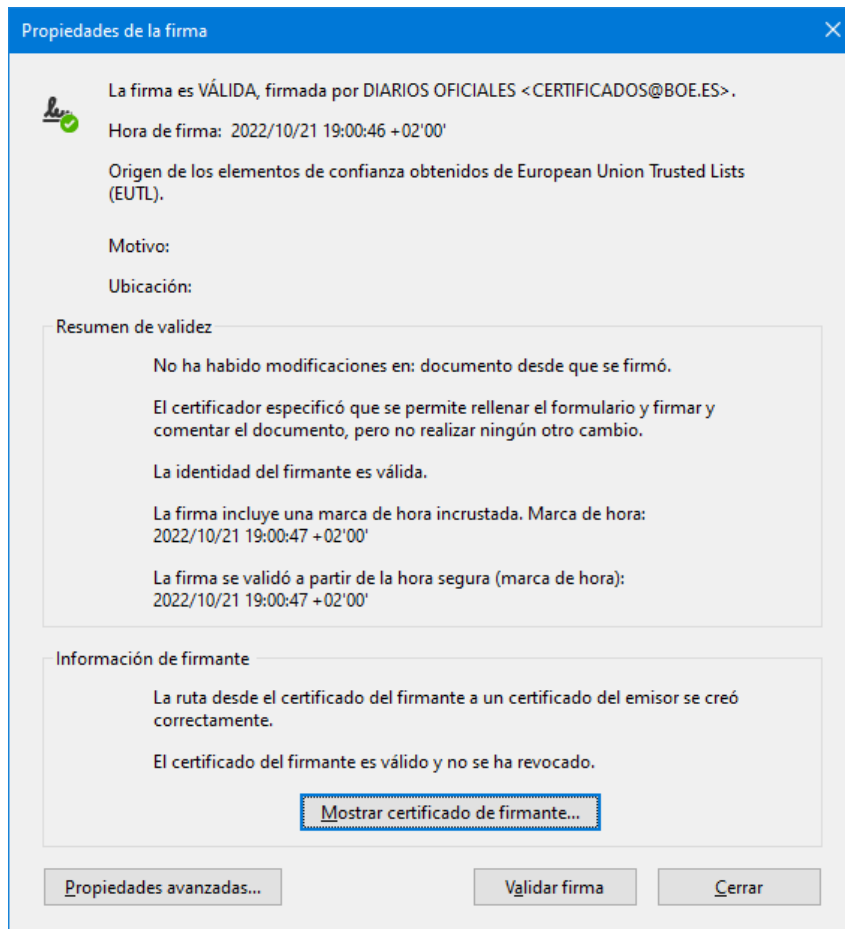 Propiedades de la firma
La firma es VÁLIDA, firmada por DIARIOS OFICIALES <CERTIFICADOS@BOE.ES>.
Hora de firma: 2022/10/21 19:00:46 +02'00'
Origen de los elementos de confianza obtenidos de European Union Trusted Lists
(EUTL).
Motivo:
Ubicación:
Resumen de validez
No ha habido modificaciones en: documento desde que se firmó.
El certificador especificó que se permite rellenar el formulario y firmar y
comentar el documento, pero no realizar ningún otro cambio.
La identidad del firmante es válida.
La firma incluye una marca de hora incrustada. Marca de hora:
2022/10/21 19:00:47 +02'00'
La firma se validó a partir de la hora segura (marca de hora):
2022/10/21 19:00:47 +02'00'
Información de firmante
La ruta desde el certificado del firmante a un certificado del emisor se creó
correctamente.
El certificado del firmante es válido y no se ha revocado.
Mostrar certificado de firmante...
Propiedades avanzadas... Validar firma Cerrar